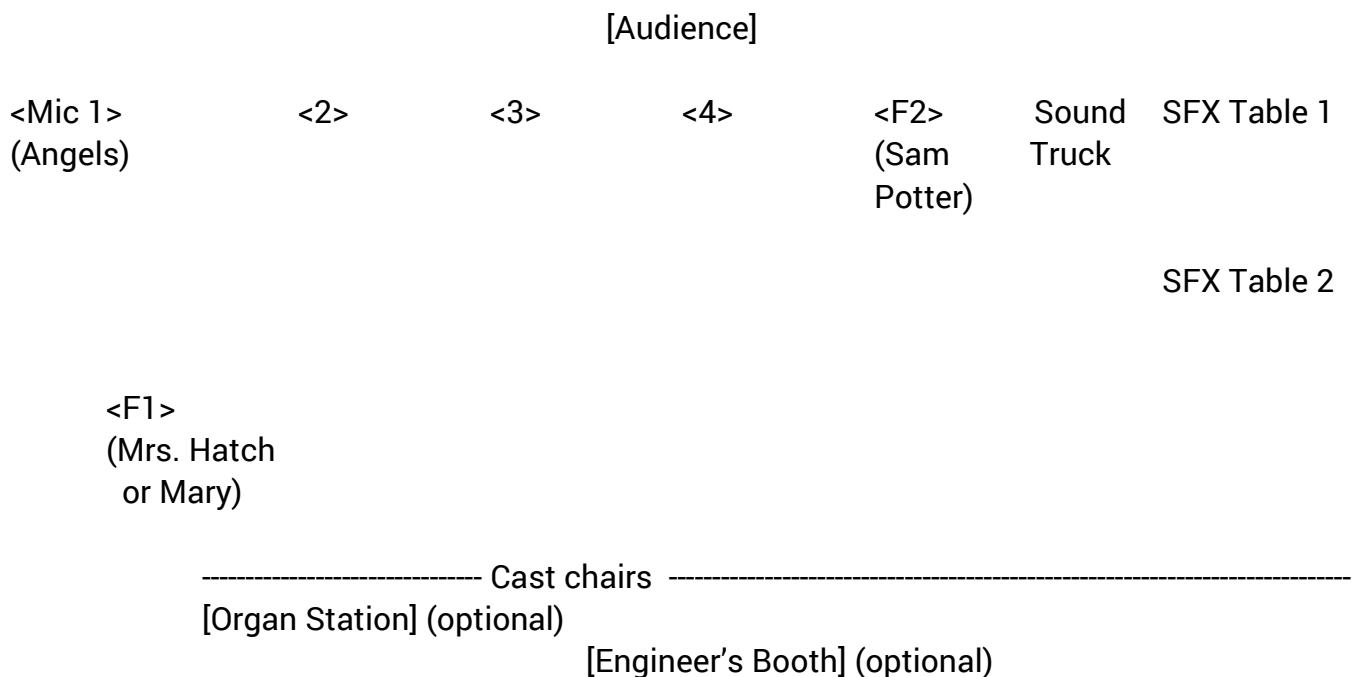 [Audience]
<Mic 1> <2> <3> <4> <F2> Sound SFX Table 1
(Angels) (Sam Truck
Potter)
SFX Table 2
<F1>
(Mrs. Hatch
or Mary)
-------------------------------- Cast chairs ------------------------------------------------------------------------------
[Organ Station] (optional)
[Engineer's Booth] (optional)